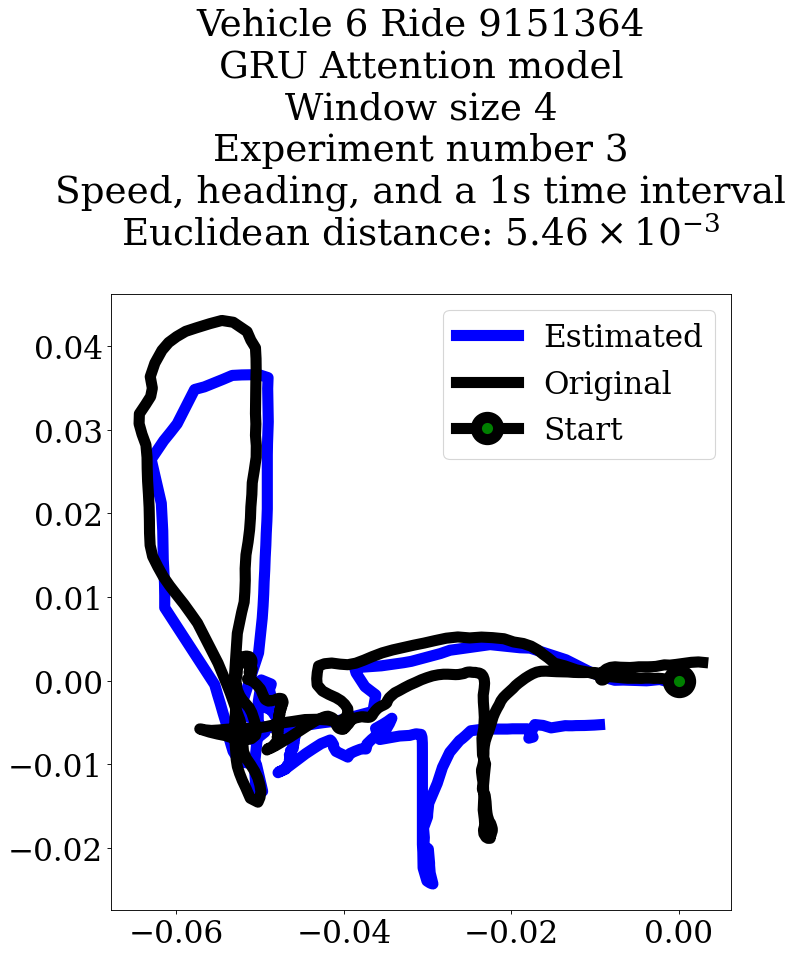 Vehicle 6 Ride 9151364
GRU Attention model
Window size 4
Experiment number 3
Speed, heading, and a 1s time interval
Euclidean distance: 5.46 × 10⁻³
Estimated
Original
Start
0.04
0.03
0.02
0.01
0.00
−0.01
−0.02
−0.06 −0.04 −0.02 0.00